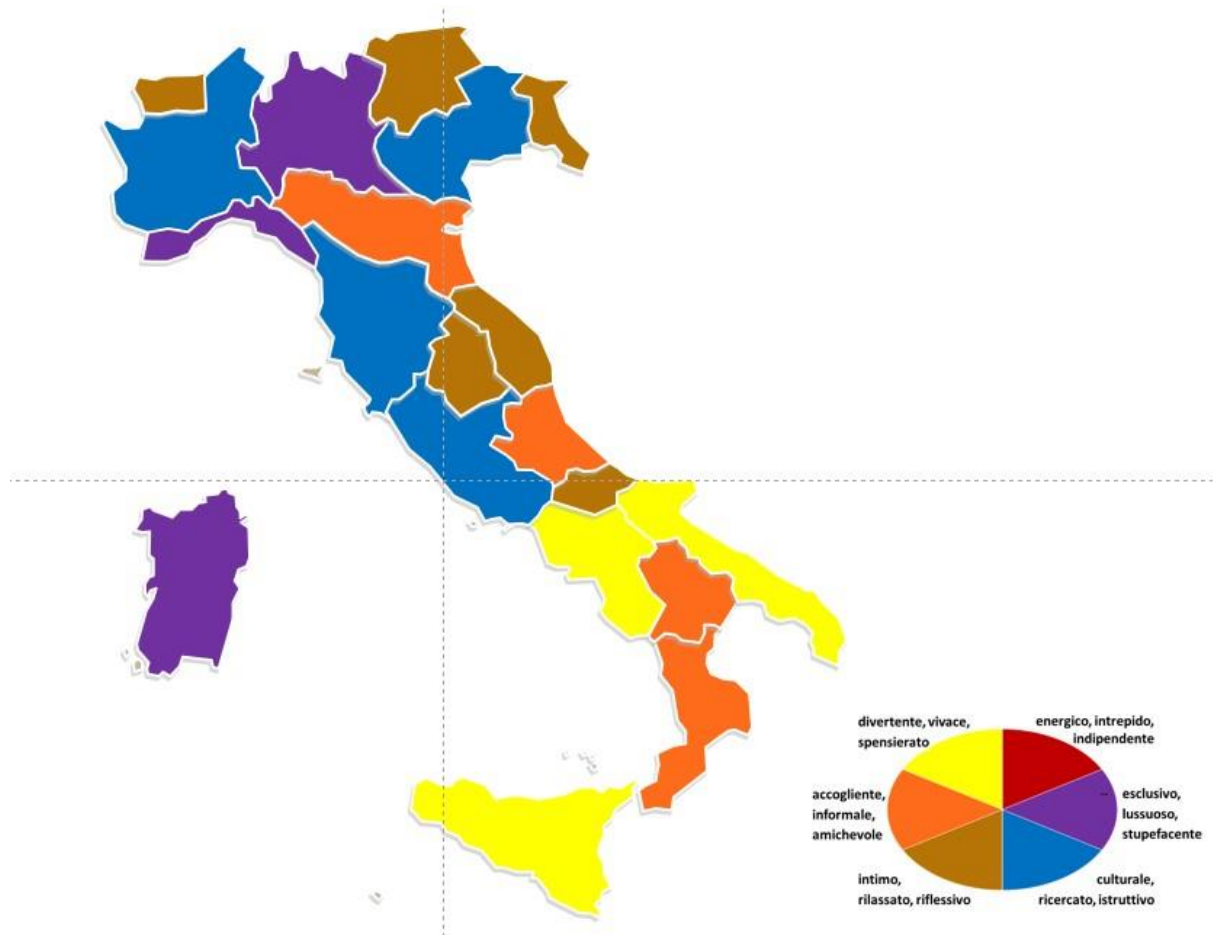 divertente, vivace,
spensierato
energico, intrepido,
indipendente
accogliente,
informale,
amichevole
esclusivo,
lussuoso,
stupefacente
intimo,
rilassato, riflessivo
culturale,
ricercato, istruttivo